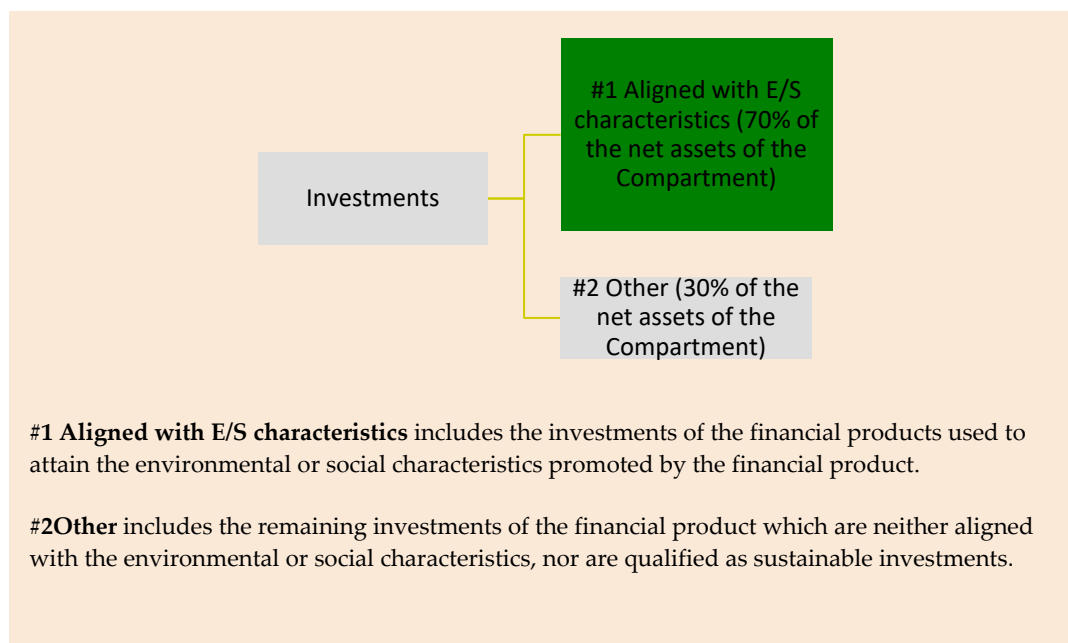 #1 Aligned with E/S
characteristics (70% of
the net assets of the
Compartment)
Investments
#2 Other (30% of the
net assets of the
Compartment)
#1 Aligned with E/S characteristics includes the investments of the financial products used to
attain the environmental or social characteristics promoted by the financial product.
#2Other includes the remaining investments of the financial product which are neither aligned
with the environmental or social characteristics, nor are qualified as sustainable investments.